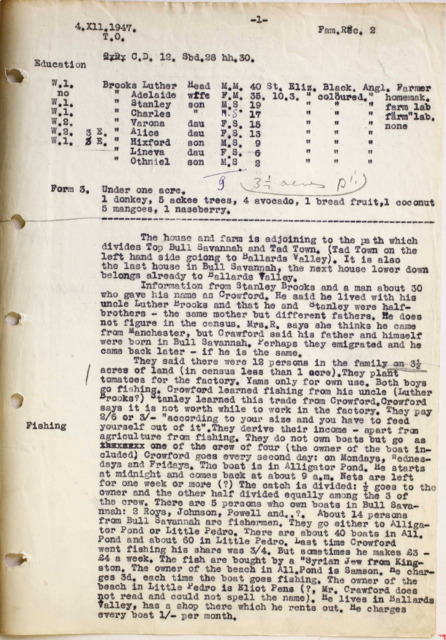 -1-
4.XII.1947. Fam.Rec. 2
T.O.
C.D. 12. Sbd.28 hh.30.
Education
W.1. Brooks Luther Head M.M. 40 St. Eliz. Black. Angl. Farmer
no " Adelaide wife F.M. 35. 10.3. " coloured. " homemak.
W.1. " Stanley son M.S 19 " " " farm lab
W.1. " Charles " M.S 17 " " " farm lab.
W.2. " Varona dau F.S. 15 " " " none
W.2. 3 E. " Alice dau F.S. 13 " " "
W.1. 3 E. " Hixford son M.S. 9 " " "
" Lineva dau F.S 6 " " "
" Othniel son M.S 2 " " "
9 (3½ acres pl.)
Form 3. Under one acre.
1 donkey, 5 ackee trees, 4 avocado, 1 bread fruit,1 coconut
5 mangoes, 1 naseberry.
The house and farm is adjoining to the path which
divides Top Bull Savannah and Tad Town. (Tad Town on the
left hand side goiong to Ballards Valley). It is also
the last house in Bull Savannah, the next house lower down
belongs already to Ballards Valley.
Information from Stanley Brooks and a man about 30
who gave his name as Crowford. He said he lived with his
uncle Luther Brooks and that he and Stanley were half-
brothers - the same mother but different fathers. He does
not figure in the census. Mrs.R. says she thinks he came
from Manchester, but Crawford said his father and himself
were born in Bull Savannah. Perhaps they emigrated and he
came back later - if he is the same.
They said there were 12 persons in the family on 3½
acres of land (in census less than 1 acre).They plant
tomatoes for the factory. Yams only for own use. Both boys
go fishing. Crowford learned fishing from his uncle (Luther
Brooks?) Stanley learned this trade from Crowford.Crowford
says it is not worth while to work in the factory. They pay
2/6 or 3/- "according to your size and you have to feed
Fishing yourself out of it".They derive their income - apart from
agriculture from fishing. They do not own boats but go as
one of the crew of four (the owner of the boat in-
cluded) Crowford goes every second day: on Mondays, Wednes-
days and Fridays. The boat is in Alligator Pond. He starts
at midnight and comes back at about 9 a.m. Nets are left
for one week or more (?) The catch is divided: ½ goes to the
owner and the other half divided equally among the 3 of
the crew. There are 5 persons who own boats in Bull Sava-
nnah: 2 Roys, Johnson, Powell and..?. About 14 persons
from Bull Savannah are fishermen. They go either to Alliga-
tor Pond or Little Pedro. There are about 40 boats in All.
Pond and about 60 in Little Pedro. Last time Crowford
went fishing his share was 3/4. But sometimes he makes £3 -
£4 a week. The fish are bought by a "Syrian Jew from King-
ston. The owner of the beach in All.Pond is Samson. He char-
ges 3d. each time the boat goes fishing. The owner of the
beach in Little Pedro is Eliot Pens (?, Mr. Crawford does
not read and could not spell the name). He lives in Ballards
Valley, has a shop there which he rents out. He charges
every boat 1/- per month.